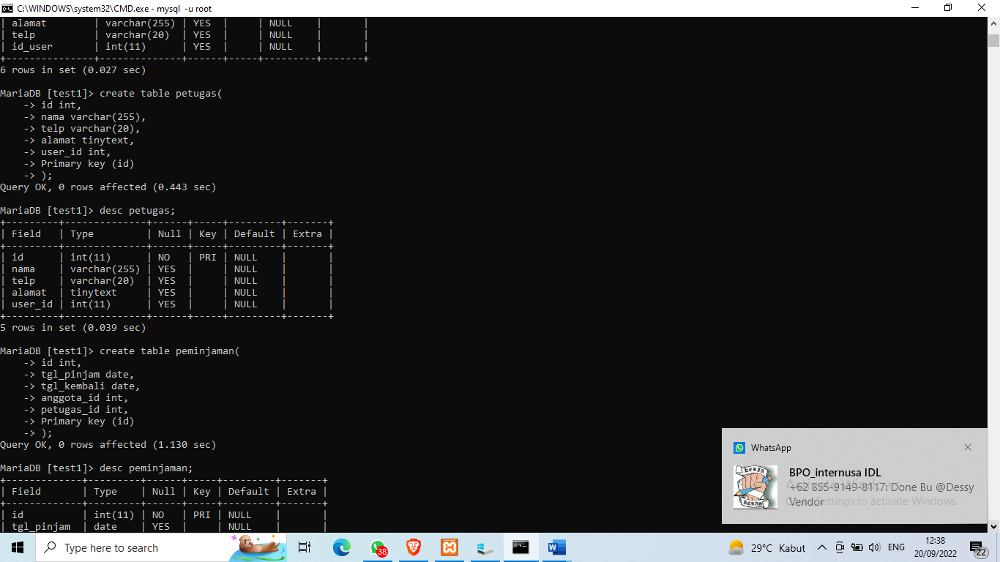 C:\WINDOWS\system32\CMD.exe - mysql  -u root
| alamat       | varchar(255) | YES  |     | NULL    |       |
| telp         | varchar(20)  | YES  |     | NULL    |       |
| id_user      | int(11)      | YES  |     | NULL    |       |
+--------------+--------------+------+-----+---------+-------+
6 rows in set (0.027 sec)
MariaDB [test1]> create table petugas(
    -> id int,
    -> nama varchar(255),
    -> telp varchar(20),
    -> alamat tinytext,
    -> user_id int,
    -> Primary key (id)
    -> );
Query OK, 0 rows affected (0.443 sec)
MariaDB [test1]> desc petugas;
+---------+--------------+------+-----+---------+-------+
| Field   | Type         | Null | Key | Default | Extra |
+---------+--------------+------+-----+---------+-------+
| id      | int(11)      | NO   | PRI | NULL    |       |
| nama    | varchar(255) | YES  |     | NULL    |       |
| telp    | varchar(20)  | YES  |     | NULL    |       |
| alamat  | tinytext     | YES  |     | NULL    |       |
| user_id | int(11)      | YES  |     | NULL    |       |
+---------+--------------+------+-----+---------+-------+
5 rows in set (0.039 sec)
MariaDB [test1]> create table peminjaman(
    -> id int,
    -> tgl_pinjam date,
    -> tgl_kembali date,
    -> anggota_id int,
    -> petugas_id int,
    -> Primary key (id)
    -> );
Query OK, 0 rows affected (1.130 sec)
MariaDB [test1]> desc peminjaman;
+-------------+---------+------+-----+---------+-------+
| Field       | Type    | Null | Key | Default | Extra |
+-------------+---------+------+-----+---------+-------+
| id          | int(11) | NO   | PRI | NULL    |       |
| tgl_pinjam  | date    | YES  |     | NULL    |       |
WhatsApp
KERJA
KERAS
BPO_internusa IDL
+62 855-9149-8117: Done Bu @Dessy
Vendor
Activate Windows
Go to Settings to activate Windows.
Type here to search
38
29°C Kabut
ENG
12:38
20/09/2022
22